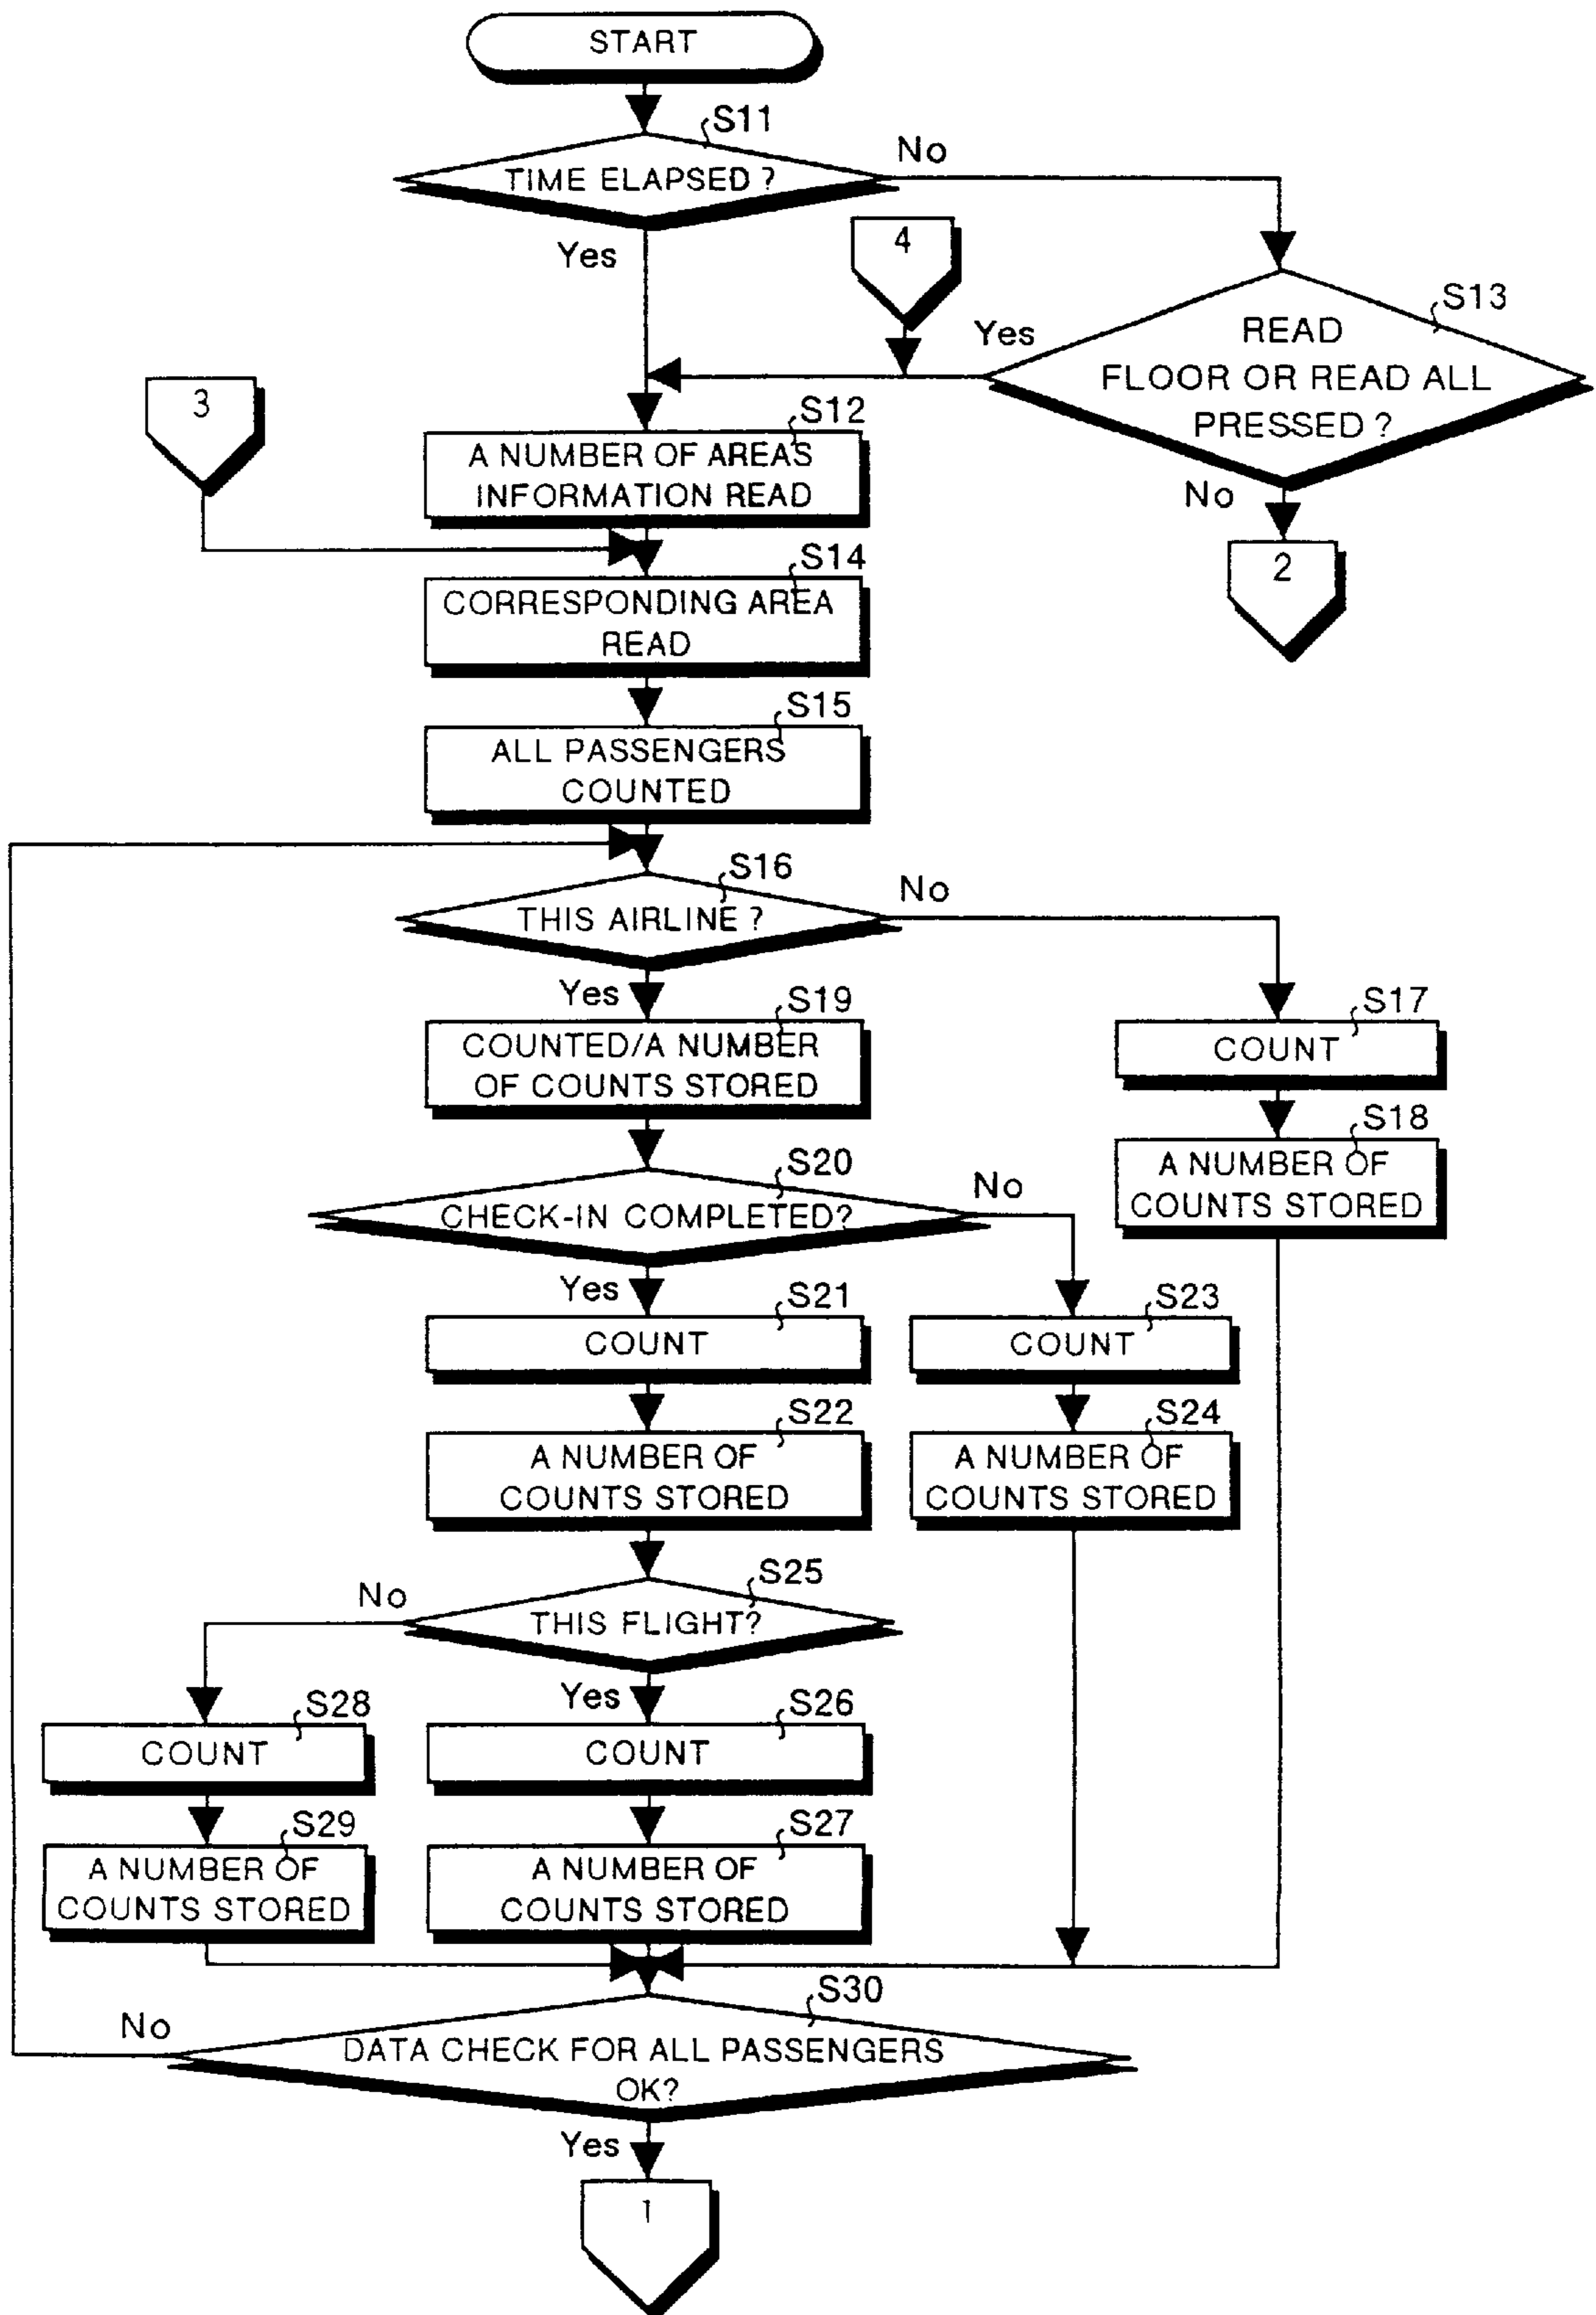 START
S11
TIME ELAPSED ?
No
Yes
4
S13
READ
FLOOR OR READ ALL
PRESSED ?
Yes
No
2
3
S12
A NUMBER OF AREAS
INFORMATION READ
S14
CORRESPONDING AREA
READ
S15
ALL PASSENGERS
COUNTED
S16
THIS AIRLINE ?
No
Yes
S19
COUNTED/A NUMBER
OF COUNTS STORED
S17
COUNT
S18
A NUMBER OF
COUNTS STORED
S20
CHECK-IN COMPLETED?
No
Yes
S21
COUNT
S23
COUNT
S22
A NUMBER OF
COUNTS STORED
S24
A NUMBER OF
COUNTS STORED
S25
THIS FLIGHT?
No
Yes
S28
COUNT
S26
COUNT
S29
A NUMBER OF
COUNTS STORED
S27
A NUMBER OF
COUNTS STORED
S30
DATA CHECK FOR ALL PASSENGERS
OK?
No
Yes
1